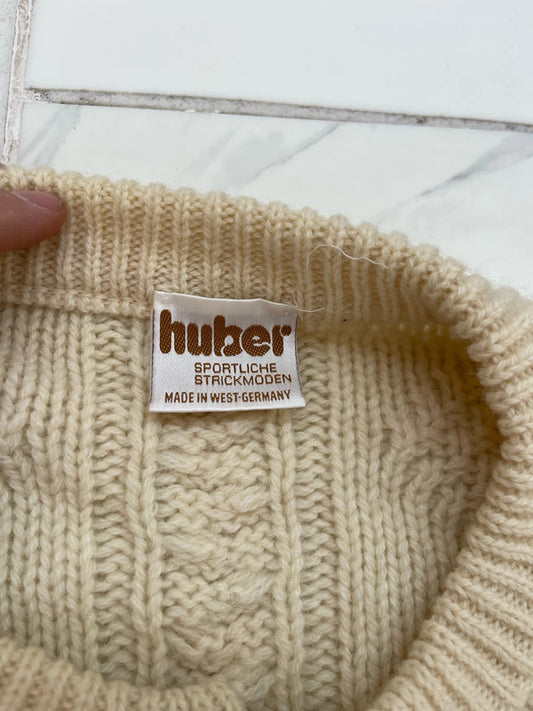 huber
SPORTLICHE
STRICKMODEN
MADE IN WEST-GERMANY